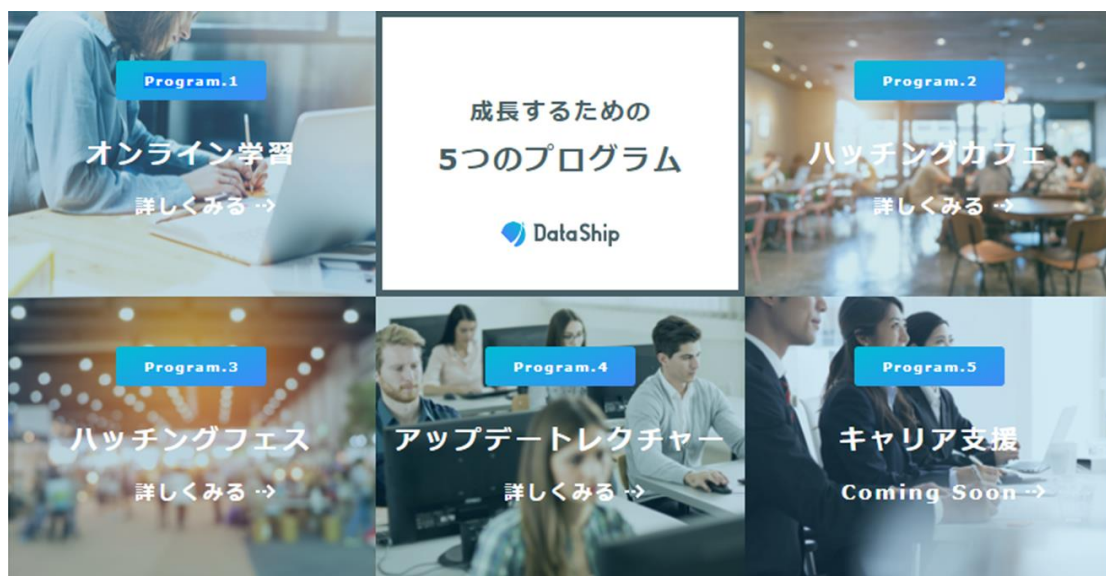 Program.1
オンライン学習
詳しくみる
成長するための
5つのプログラム
DataShip
Program.2
ハッチングカフェ
詳しくみる
Program.3
ハッチングフェス
詳しくみる
Program.4
アップデートレクチャー
詳しくみる
Program.5
キャリア支援
Coming Soon